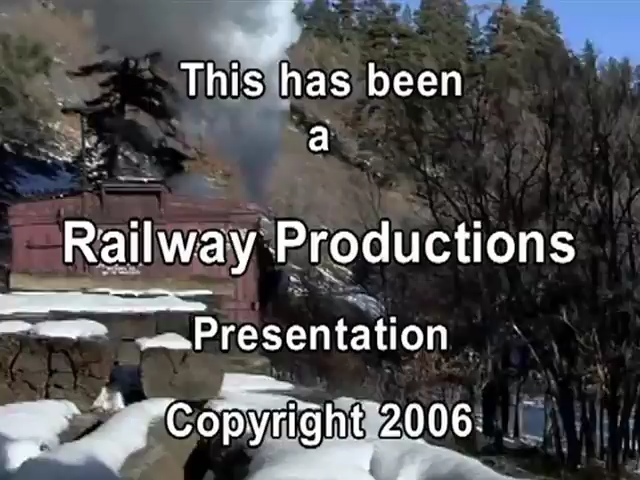 This has been
a
Railway Productions
Presentation
Copyright 2006